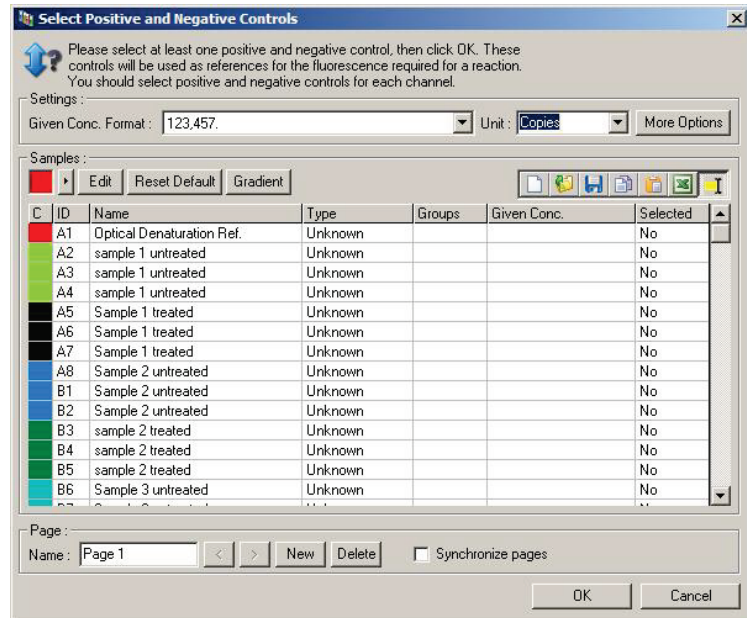 Select Positive and Negative Controls
Please select at least one positive and negative control, then click OK. These
controls will be used as references for the fluorescence required for a reaction.
You should select positive and negative controls for each channel.
Settings :
Given Conc. Format : 123,457. Unit : Copies More Options
Samples :
Edit Reset Default Gradient
C ID Name Type Groups Given Conc. Selected
A1 Optical Denaturation Ref. Unknown No
A2 sample 1 untreated Unknown No
A3 sample 1 untreated Unknown No
A4 sample 1 untreated Unknown No
A5 Sample 1 treated Unknown No
A6 Sample 1 treated Unknown No
A7 Sample 1 treated Unknown No
A8 Sample 2 untreated Unknown No
B1 Sample 2 untreated Unknown No
B2 Sample 2 untreated Unknown No
B3 sample 2 treated Unknown No
B4 sample 2 treated Unknown No
B5 sample 2 treated Unknown No
B6 Sample 3 untreated Unknown No
Page :
Name : Page 1 < > New Delete Synchronize pages
OK Cancel